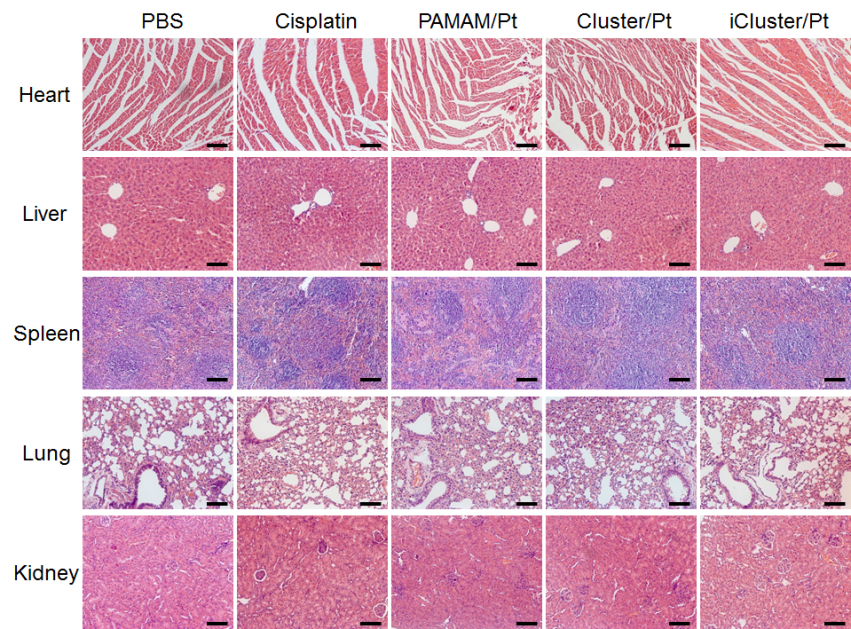 PBS Cisplatin PAMAM/Pt Cluster/Pt iCluster/Pt
Heart
Liver
Spleen
Lung
Kidney